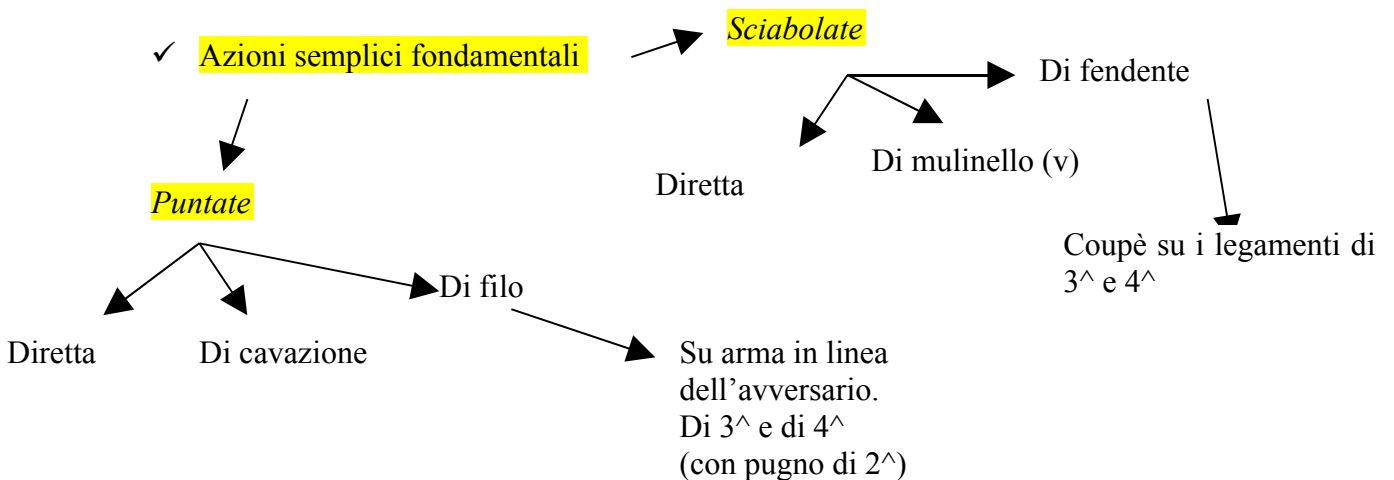 Sciabolate
✓ Azioni semplici fondamentali
Di fendente
Di mulinello (v)
Diretta
Puntate
Coupè su i legamenti di
3^ e 4^
Di filo
Diretta
Di cavazione
Su arma in linea
dell’avversario.
Di 3^ e di 4^
(con pugno di 2^)